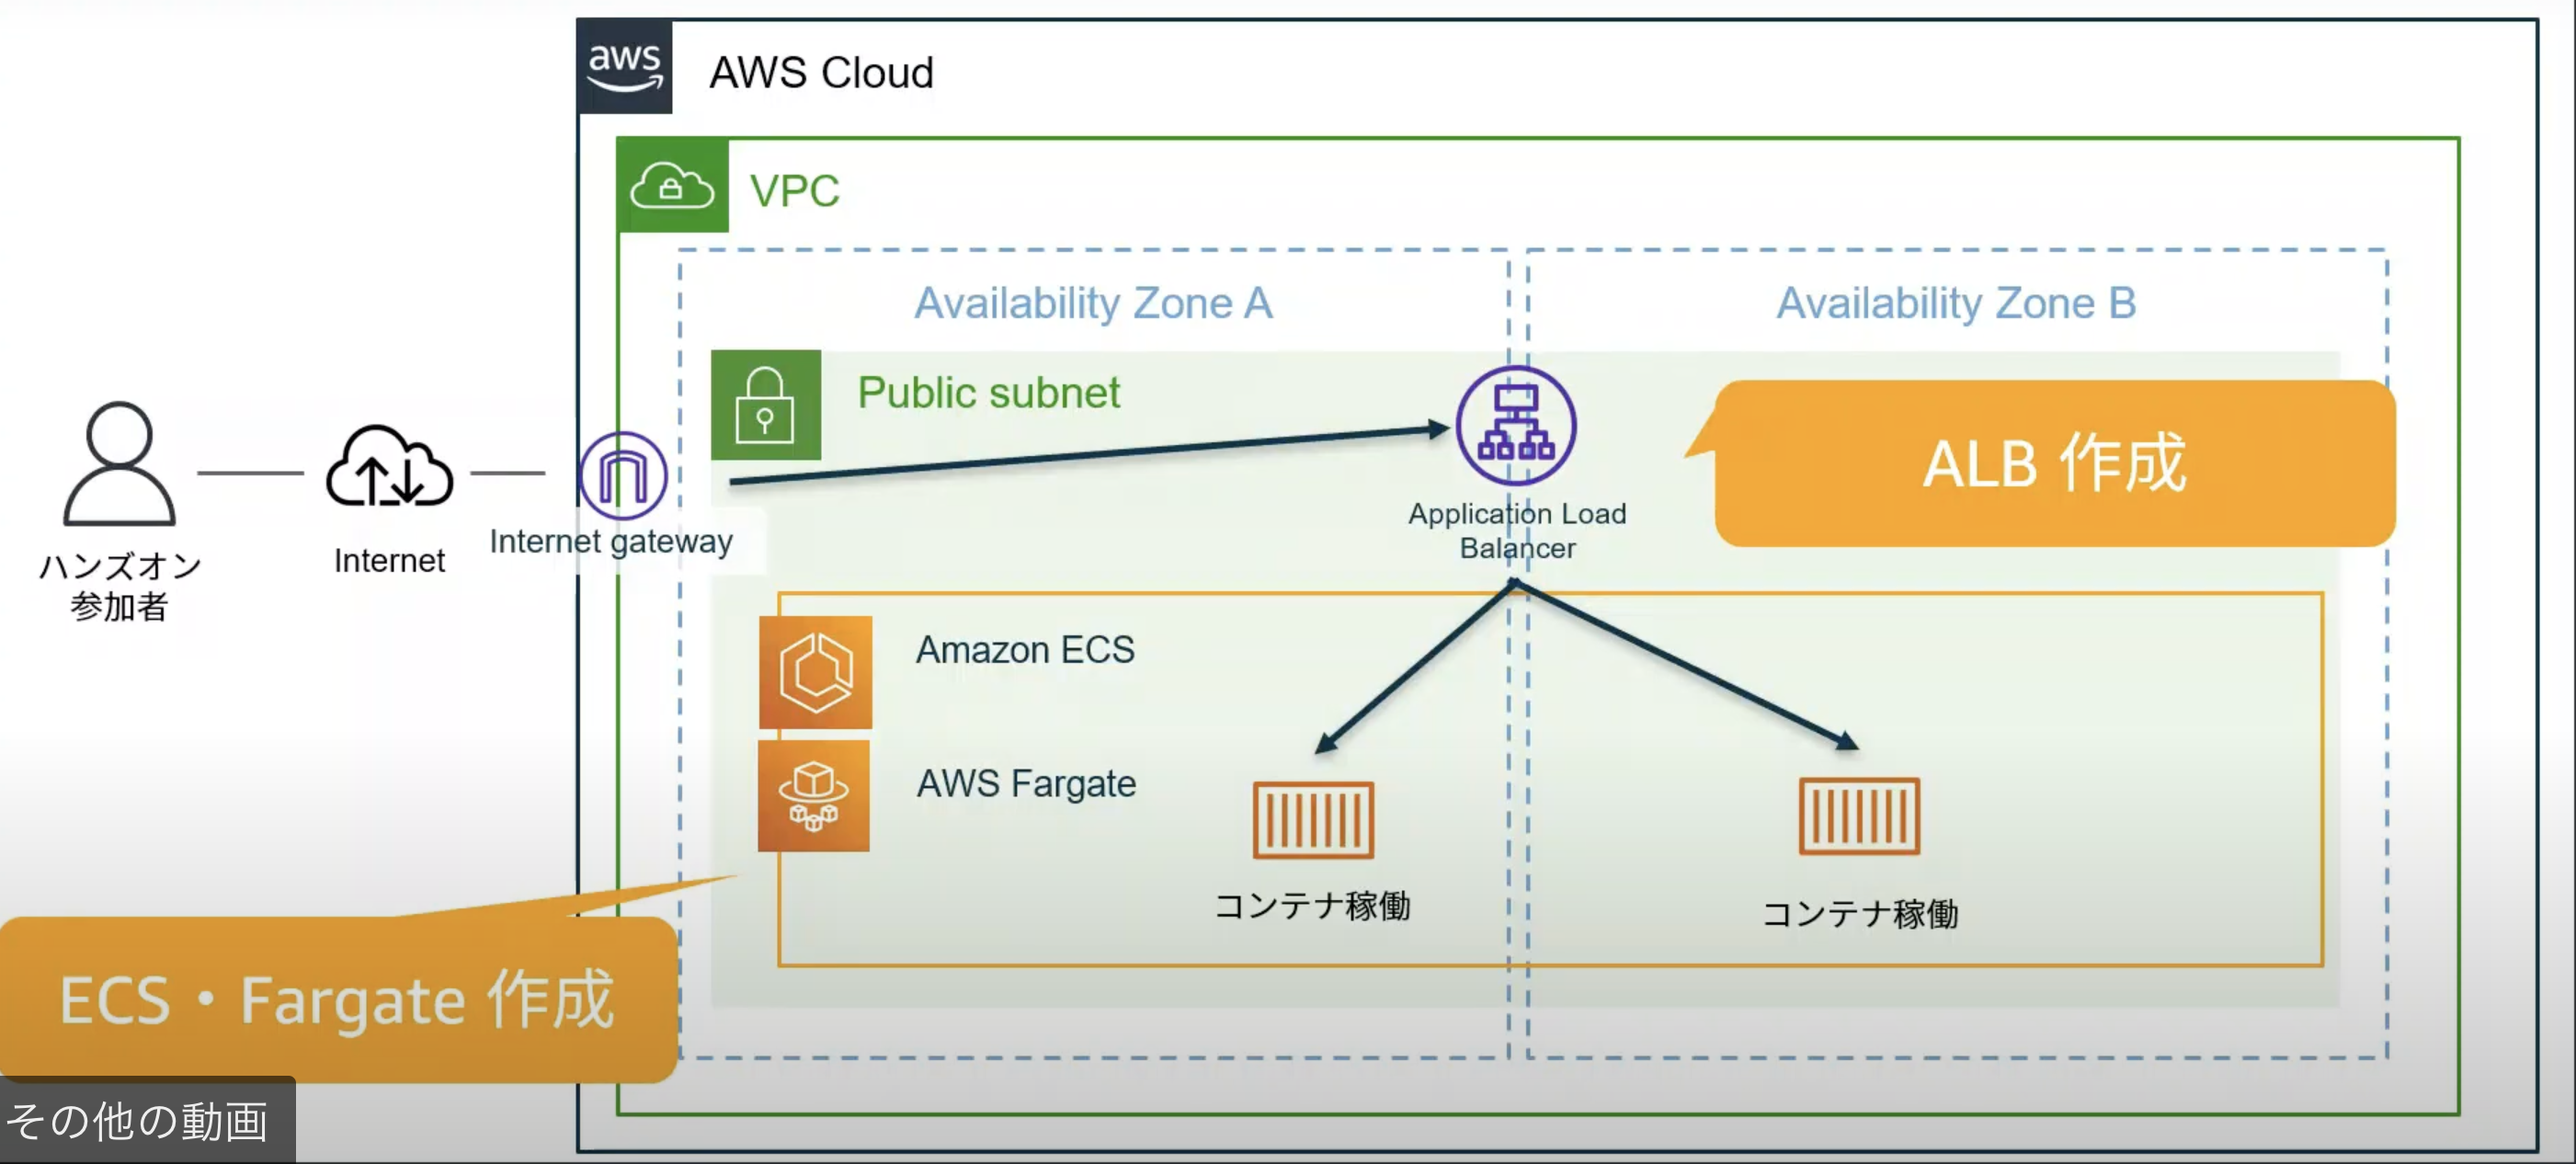 aws
AWS Cloud
VPC
Availability Zone A
Availability Zone B
Public subnet
ALB 作成
Application Load
Balancer
Internet gateway
Internet
ハンズオン
参加者
Amazon ECS
AWS Fargate
コンテナ稼働
コンテナ稼働
ECS・Fargate 作成
その他の動画